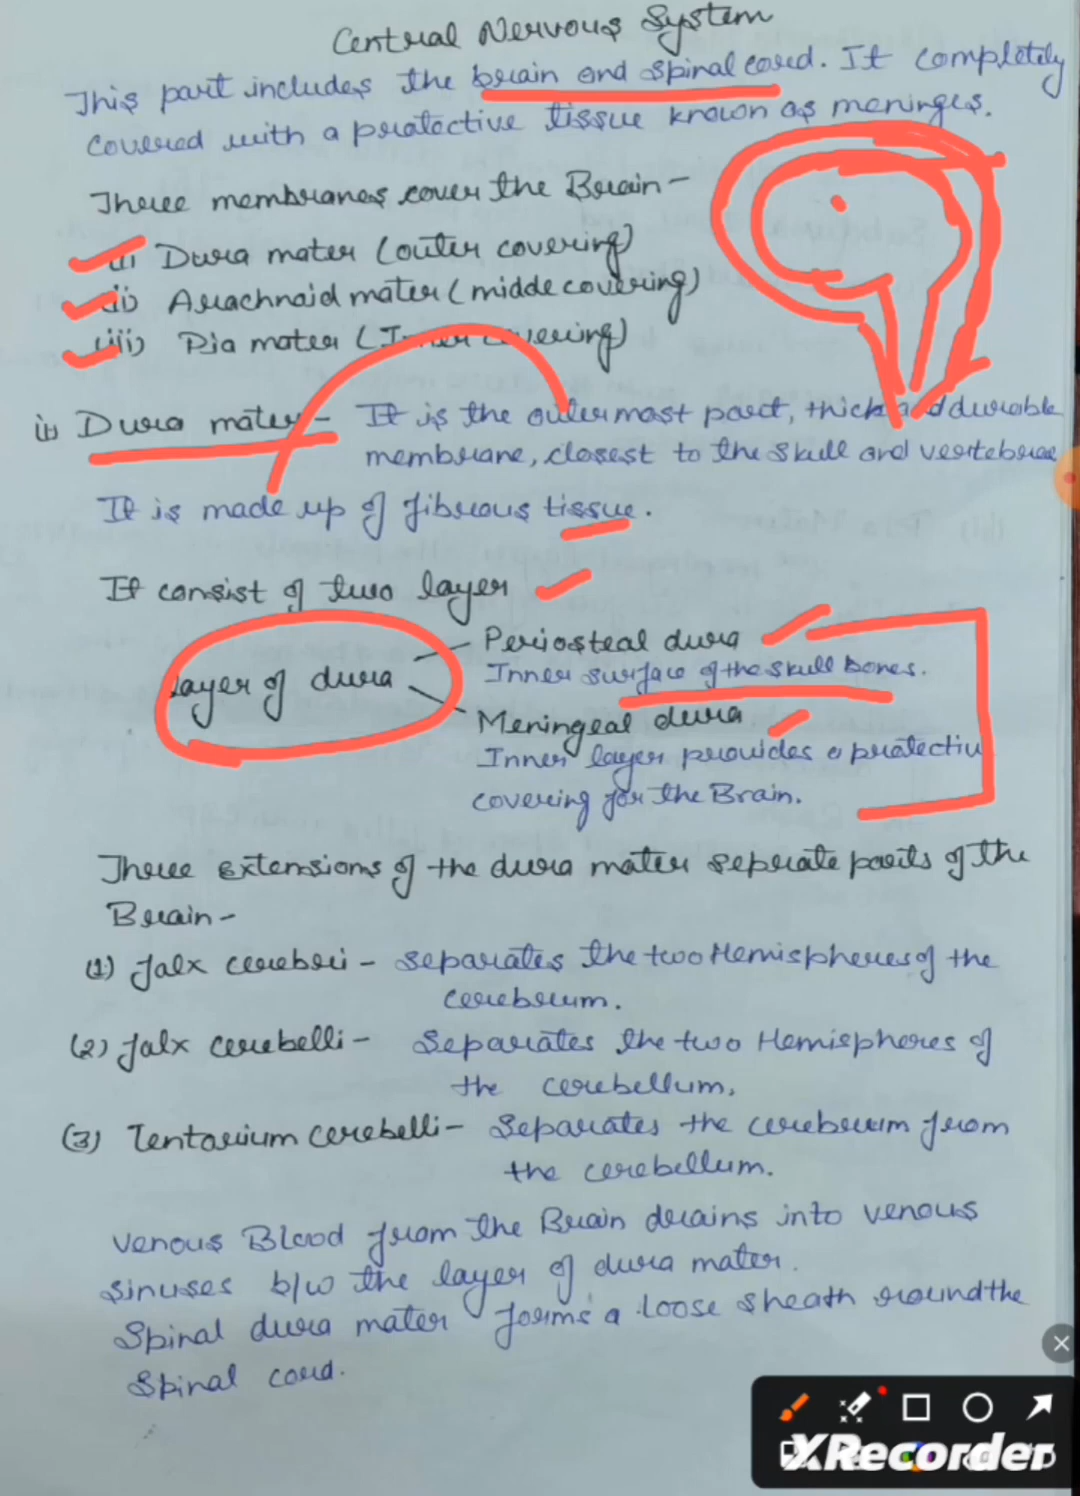 Central Nervous System
This part includes the brain and spinal cord. It completely
covered with a protective tissue known as meninges.
Three membranes cover the Brain -
(i) Dura mater (outer covering)
(ii) Arachnoid mater (midde covering)
(iii) Pia mater (Inner covering)
(i) Dura mater - It is the outermost part, thick and durable
membrane, closest to the skull and vertebrae
It is made up of fibrous tissue.
It consist of two layer
Periosteal dura
Inner surface of the skull bones.
layer of dura
Meningeal dura
Inner layer provides a protectiv
covering for the Brain.
Three extensions of the dura mater seprate parts of the
Brain -
(1) falx cerebri - separates the two Hemispheres of the
cerebrum.
(2) falx cerebelli - Separates the two Hemispheres of
the cerebellum.
(3) Tentorium cerebelli - Separates the cerebrum from
the cerebellum.
Venous Blood from the Brain drains into venous
sinuses b/w the layer of dura mater.
Spinal dura mater forms a loose sheath round the
spinal cord.
XRecorder